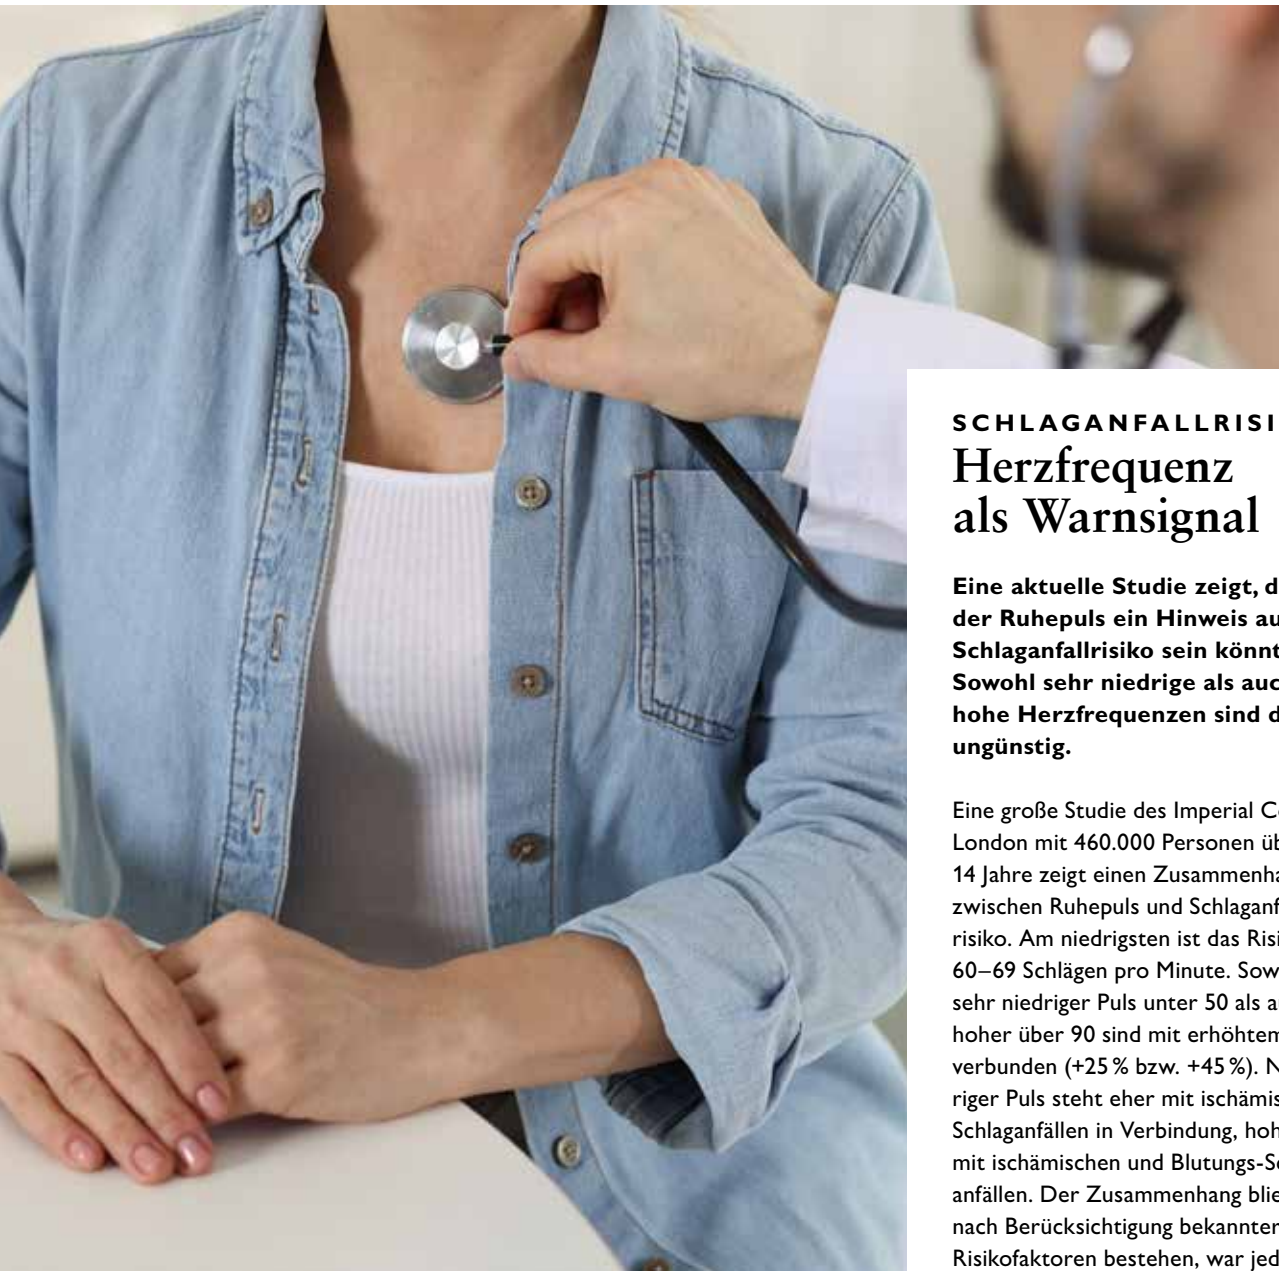 SCHLAGANFALLRISI
Herzfrequenz
als Warnsignal
Eine aktuelle Studie zeigt, d
der Ruhepuls ein Hinweis au
Schlaganfallrisiko sein könnt
Sowohl sehr niedrige als auc
hohe Herzfrequenzen sind d
ungünstig.
Eine große Studie des Imperial Co
London mit 460.000 Personen üb
14 Jahre zeigt einen Zusammenha
zwischen Ruhepuls und Schlaganf
risiko. Am niedrigsten ist das Risi
60–69 Schlägen pro Minute. Sow
sehr niedriger Puls unter 50 als a
hoher über 90 sind mit erhöhtem
verbunden (+25 % bzw. +45 %). N
riger Puls steht eher mit ischämis
Schlaganfällen in Verbindung, hoh
mit ischämischen und Blutungs-Sc
anfällen. Der Zusammenhang blie
nach Berücksichtigung bekannter
Risikofaktoren bestehen, war jed